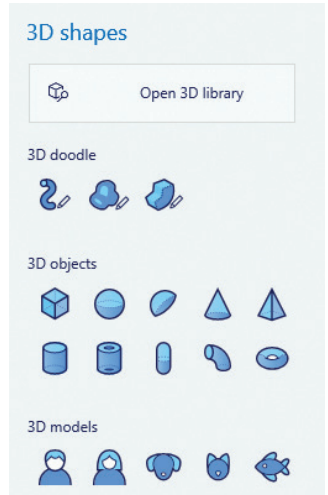 3D shapes
Open 3D library
3D doodle
3D objects
3D models